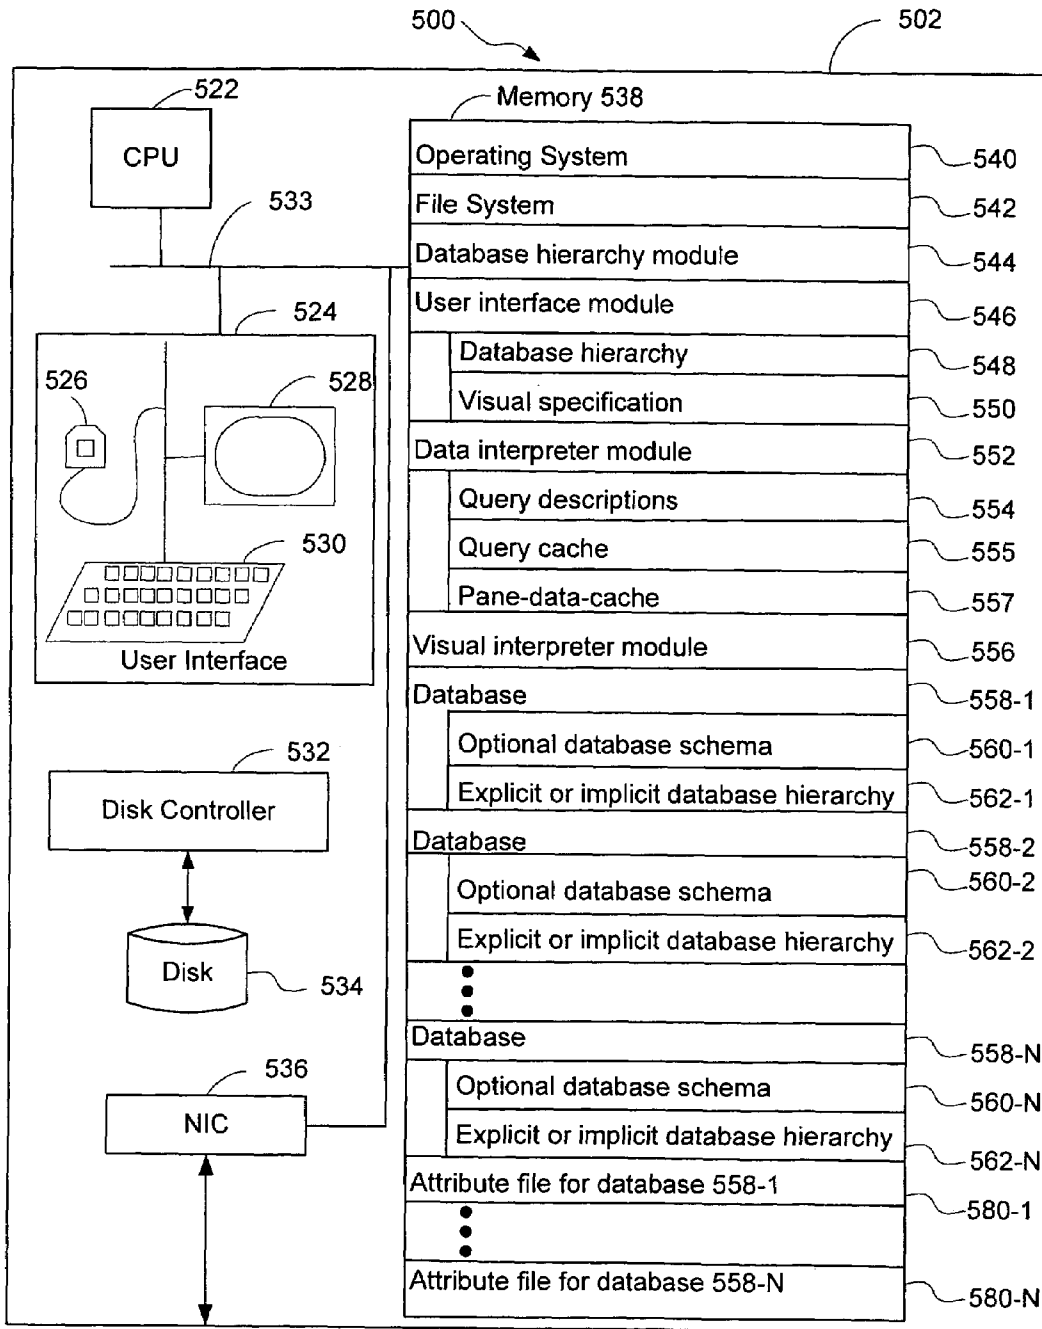 500
502
522
CPU
533
524
526
528
530
User Interface
532
Disk Controller
Disk
534
536
NIC
Memory 538
Operating System 540
File System 542
Database hierarchy module 544
User interface module 546
Database hierarchy 548
Visual specification 550
Data interpreter module 552
Query descriptions 554
Query cache 555
Pane-data-cache 557
Visual interpreter module 556
Database 558-1
Optional database schema 560-1
Explicit or implicit database hierarchy 562-1
Database 558-2
Optional database schema 560-2
Explicit or implicit database hierarchy 562-2
Database 558-N
Optional database schema 560-N
Explicit or implicit database hierarchy 562-N
Attribute file for database 558-1 580-1
Attribute file for database 558-N 580-N